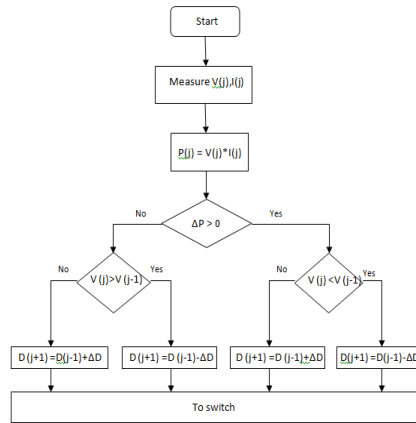 Start
Measure V(j),I(j)
P(j) = V(j)*I(j)
ΔP > 0
No
Yes
V (j)>V (j-1)
No
Yes
V (j) <V (j-1)
No
Yes
D (j+1) =D(j-1)+ΔD
D (j+1) =D (j-1)-ΔD
D (j+1) =D (j-1)+ΔD
D(j+1) =D(j-1)-ΔD
To switch